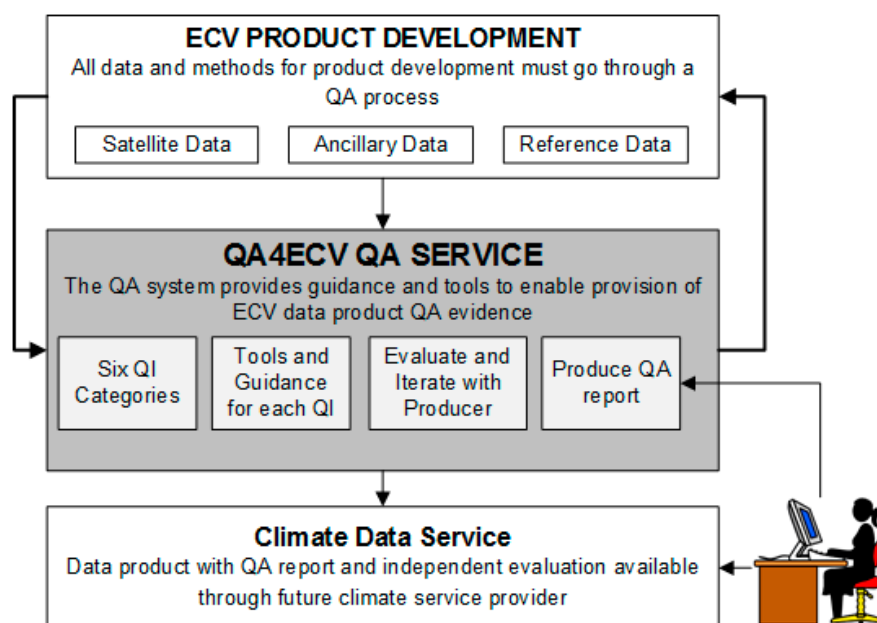 ECV PRODUCT DEVELOPMENT
All data and methods for product development must go through a
QA process
Satellite Data
Ancillary Data
Reference Data
QA4ECV QA SERVICE
The QA system provides guidance and tools to enable provision of
ECV data product QA evidence
Six QI
Categories
Tools and
Guidance
for each QI
Evaluate and
Iterate with
Producer
Produce QA
report
Climate Data Service
Data product with QA report and independent evaluation available
through future climate service provider